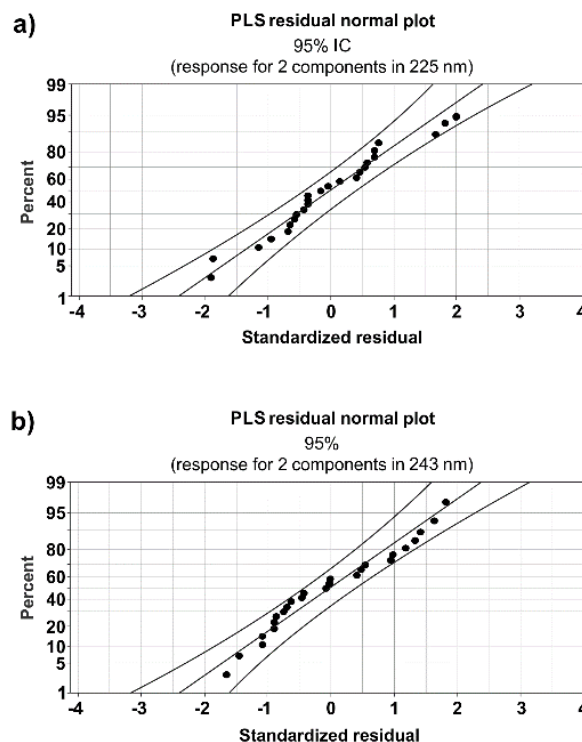 a)
PLS residual normal plot
95% IC
(response for 2 components in 225 nm)
Percent
99
95
80
60
40
20
10
5
1
-4 -3 -2 -1 0 1 2 3 4
Standardized residual
b)
PLS residual normal plot
95%
(response for 2 components in 243 nm)
Percent
99
95
80
60
40
20
10
5
1
-4 -3 -2 -1 0 1 2 3 4
Standardized residual